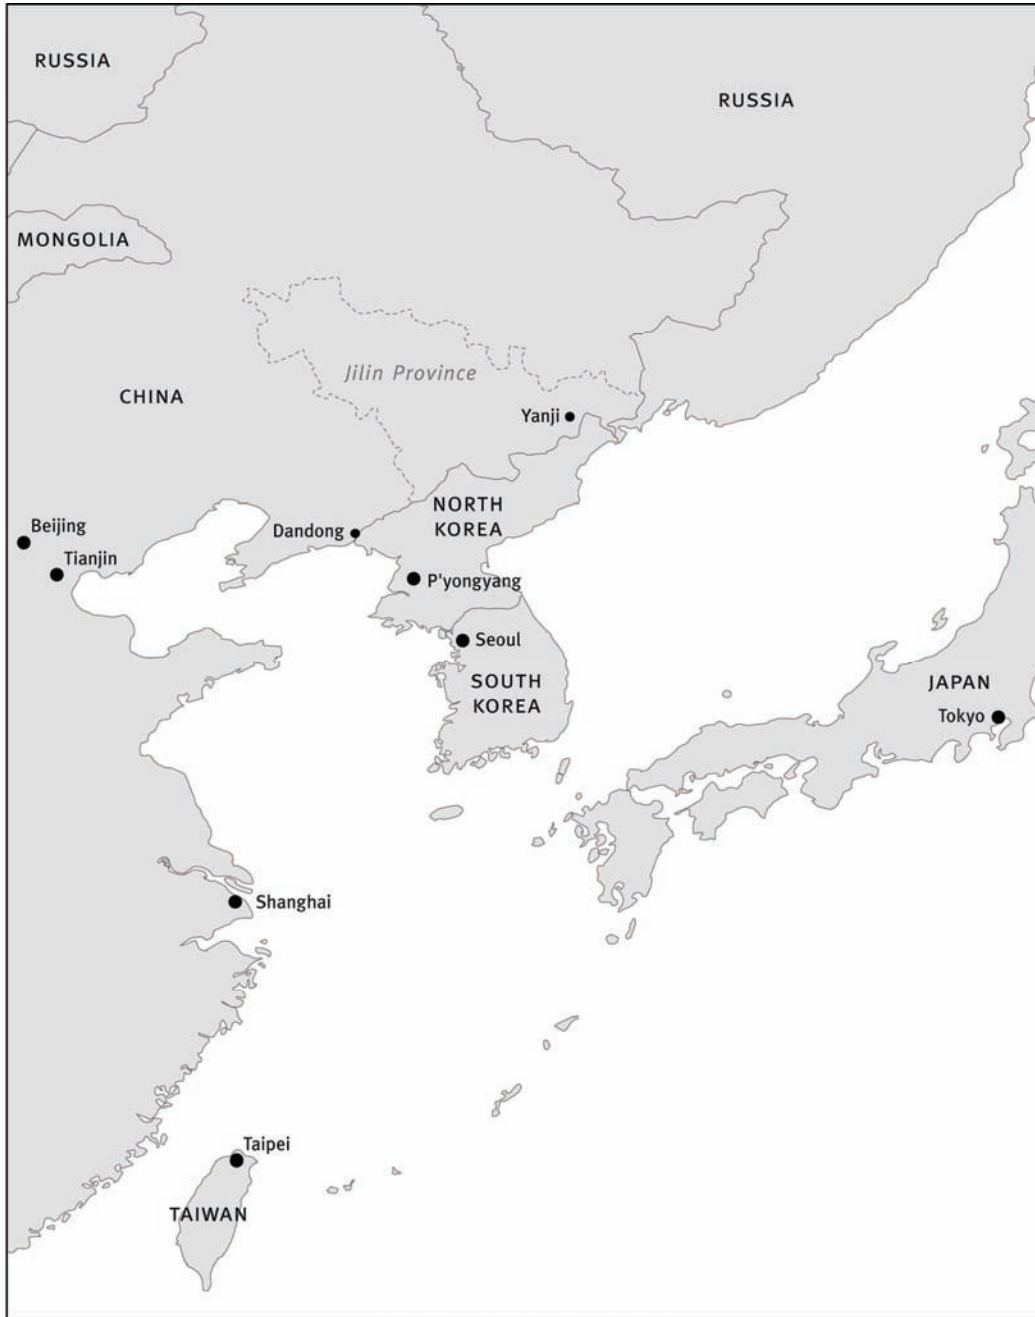 RUSSIA
RUSSIA
MONGOLIA
Jilin Province
CHINA
Yanji
NORTH
KOREA
Beijing
Dandong
Tianjin
P'yongyang
Seoul
SOUTH
KOREA
JAPAN
Tokyo
Shanghai
Taipei
TAIWAN